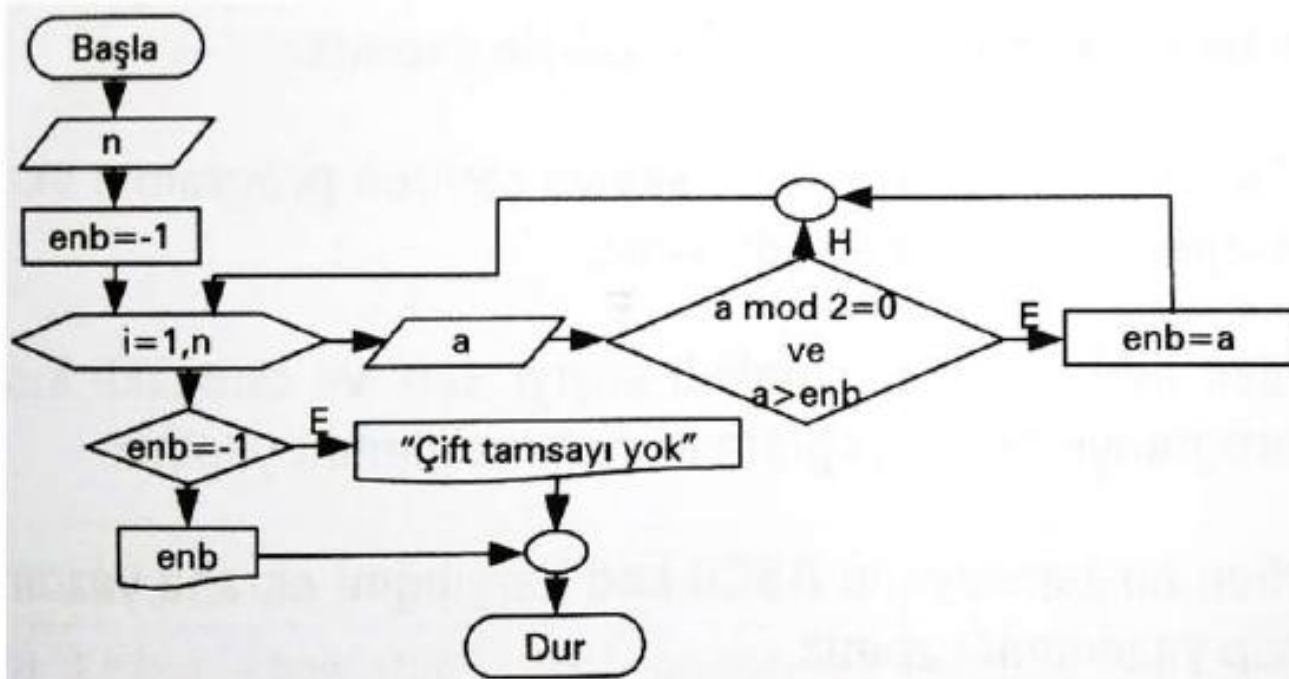 Başla
n
enb=-1
i=1,n
a
a mod 2=0
ve
a>enb
H
E
enb=a
enb=-1
E
"Çift tamsayı yok"
enb
Dur